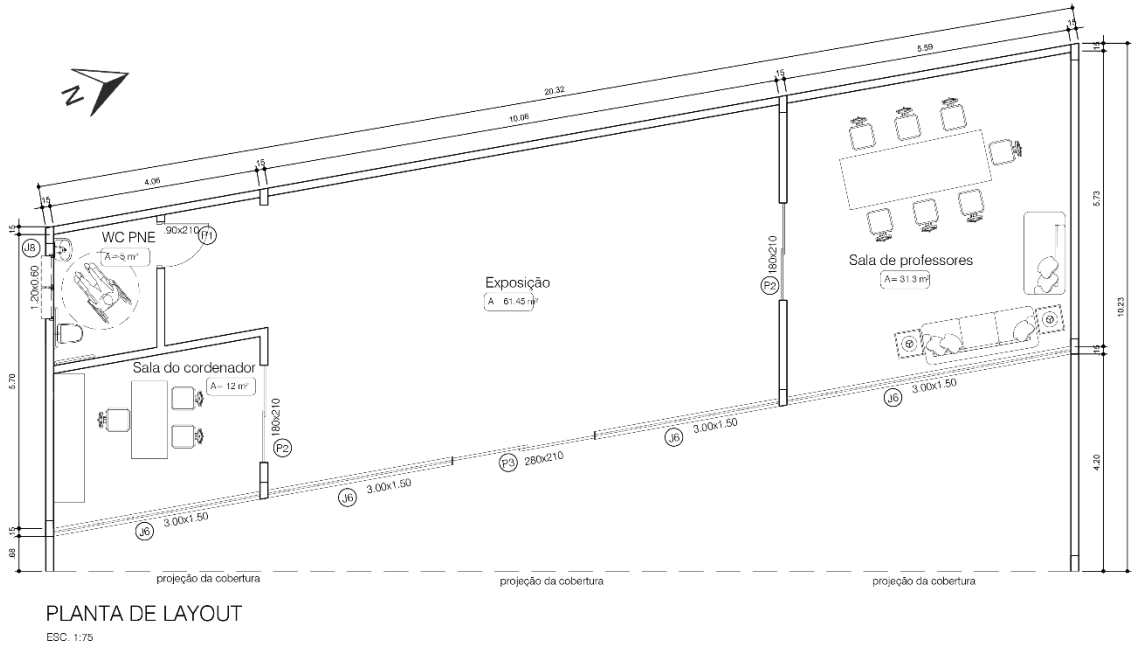 15
5.59
15
20.32
15
10.06
15
4.06
15
15
15
N
5.73
10.23
15
4.20
15
5.70
15
.68
J8
1.20x0.60
WC PNE
A= 5 m²
.90x210
P1
Exposição
A 61.45 m²
180x210
P2
Sala de professores
A= 31.3 m²
Sala do cordenador
A= 12 m²
180x210
P2
J6
3.00x1.50
J6
3.00x1.50
P3
280x210
J6
3.00x1.50
J6
3.00x1.50
projeção da cobertura
projeção da cobertura
projeção da cobertura
PLANTA DE LAYOUT
ESC. 1:75